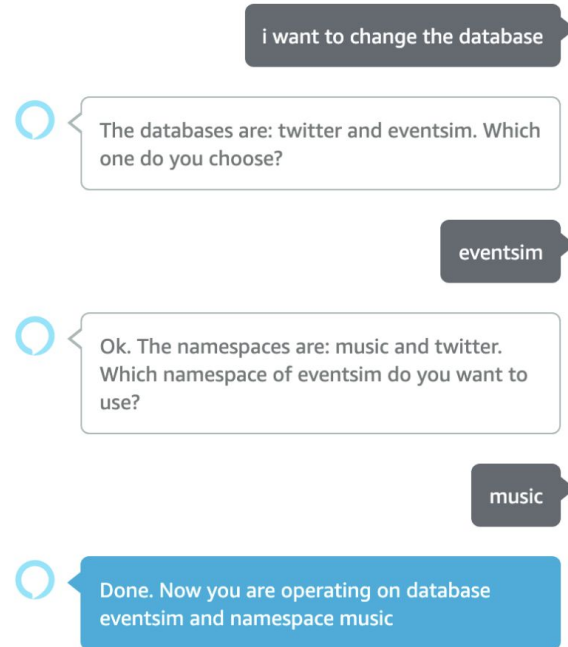 i want to change the database
The databases are: twitter and eventsim. Which
one do you choose?
eventsim
Ok. The namespaces are: music and twitter.
Which namespace of eventsim do you want to
use?
music
Done. Now you are operating on database
eventsim and namespace music